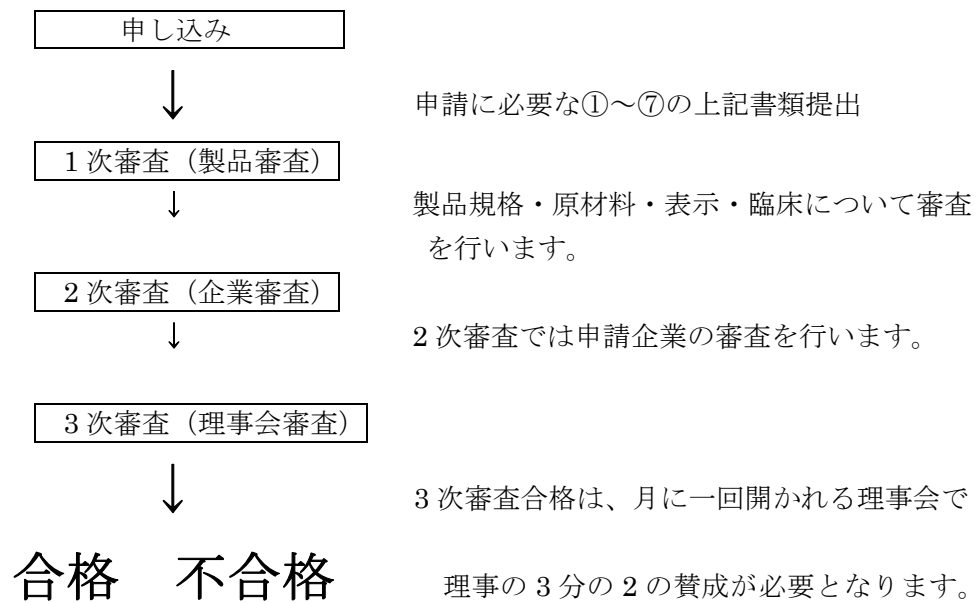 申し込み
↓
申請に必要な①～⑦の上記書類提出
1次審査（製品審査）
↓
製品規格・原材料・表示・臨床について審査
を行います。
2次審査（企業審査）
↓
2次審査では申請企業の審査を行います。
3次審査（理事会審査）
↓
3次審査合格は、月に一回開かれる理事会で
合格　不合格
理事の3分の2の賛成が必要となります。